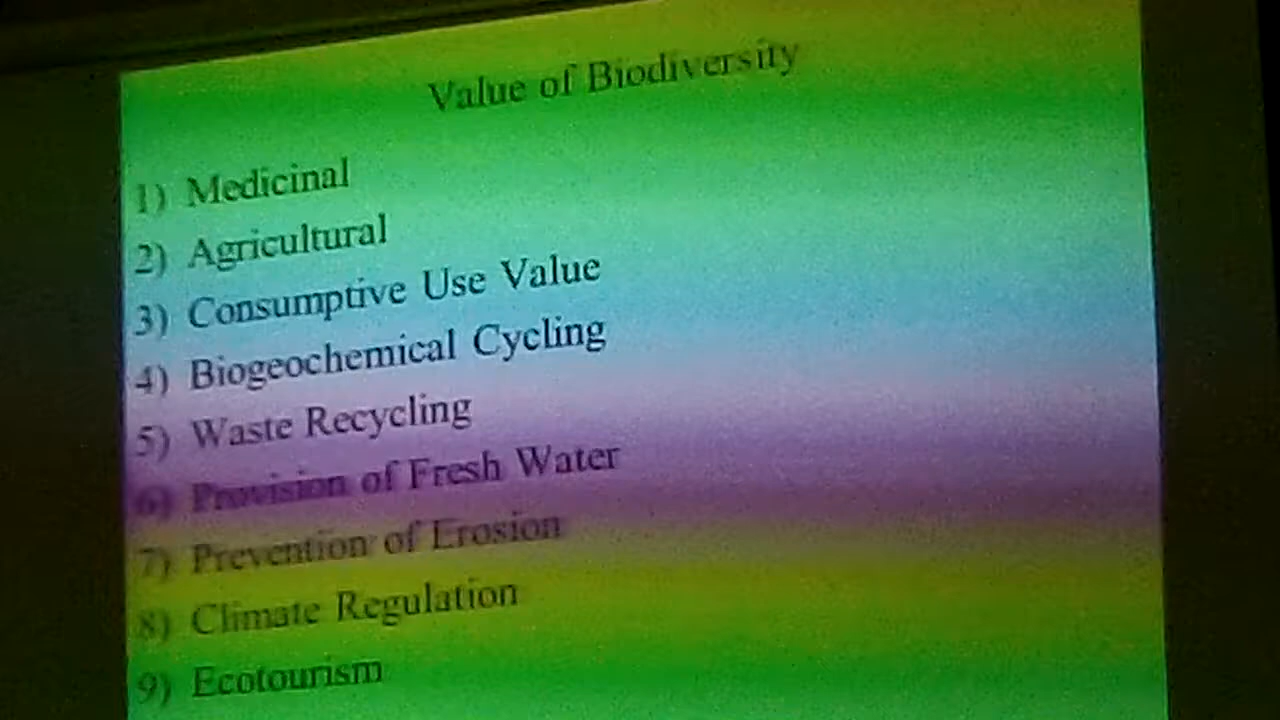 Value of Biodiversity
1) Medicinal
2) Agricultural
3) Consumptive Use Value
4) Biogeochemical Cycling
5) Waste Recycling
6) Provision of Fresh Water
7) Prevention of Erosion
8) Climate Regulation
9) Ecotourism